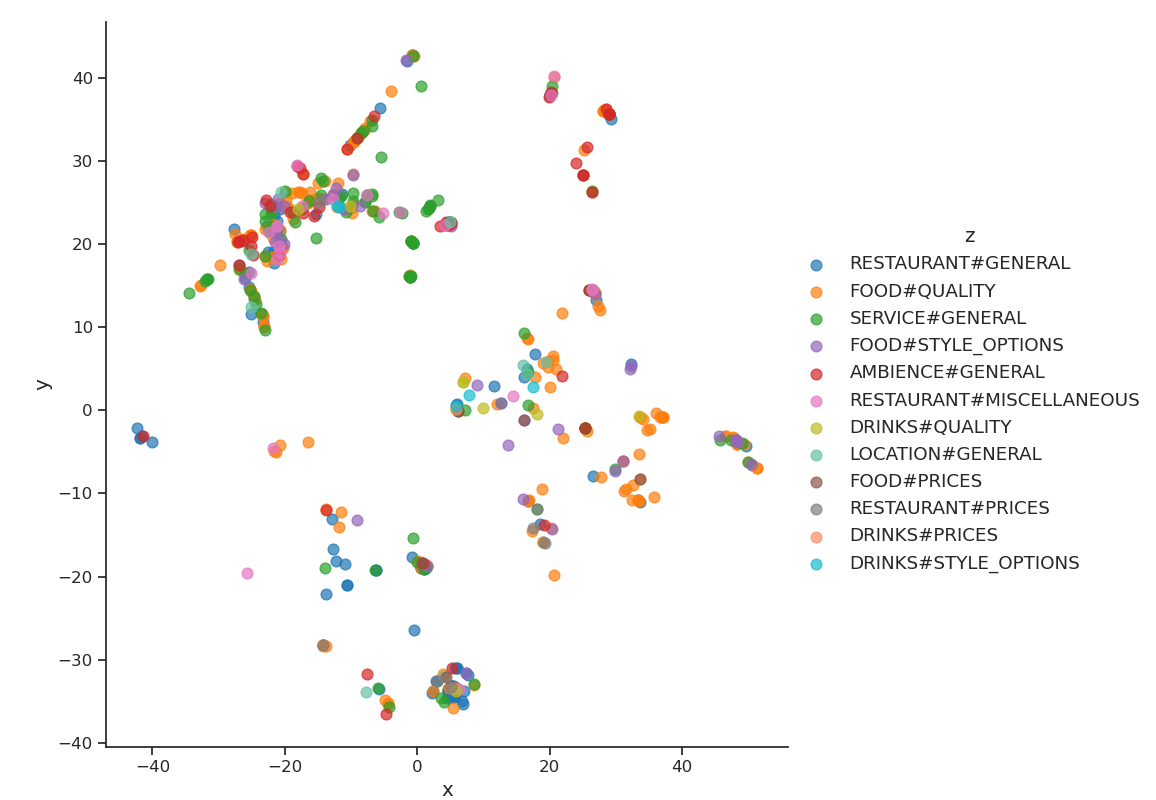 40
30
20
10
0
−10
−20
−30
−40
y
−40
−20
0
20
40
x
z
RESTAURANT#GENERAL
FOOD#QUALITY
SERVICE#GENERAL
FOOD#STYLE_OPTIONS
AMBIENCE#GENERAL
RESTAURANT#MISCELLANEOUS
DRINKS#QUALITY
LOCATION#GENERAL
FOOD#PRICES
RESTAURANT#PRICES
DRINKS#PRICES
DRINKS#STYLE_OPTIONS